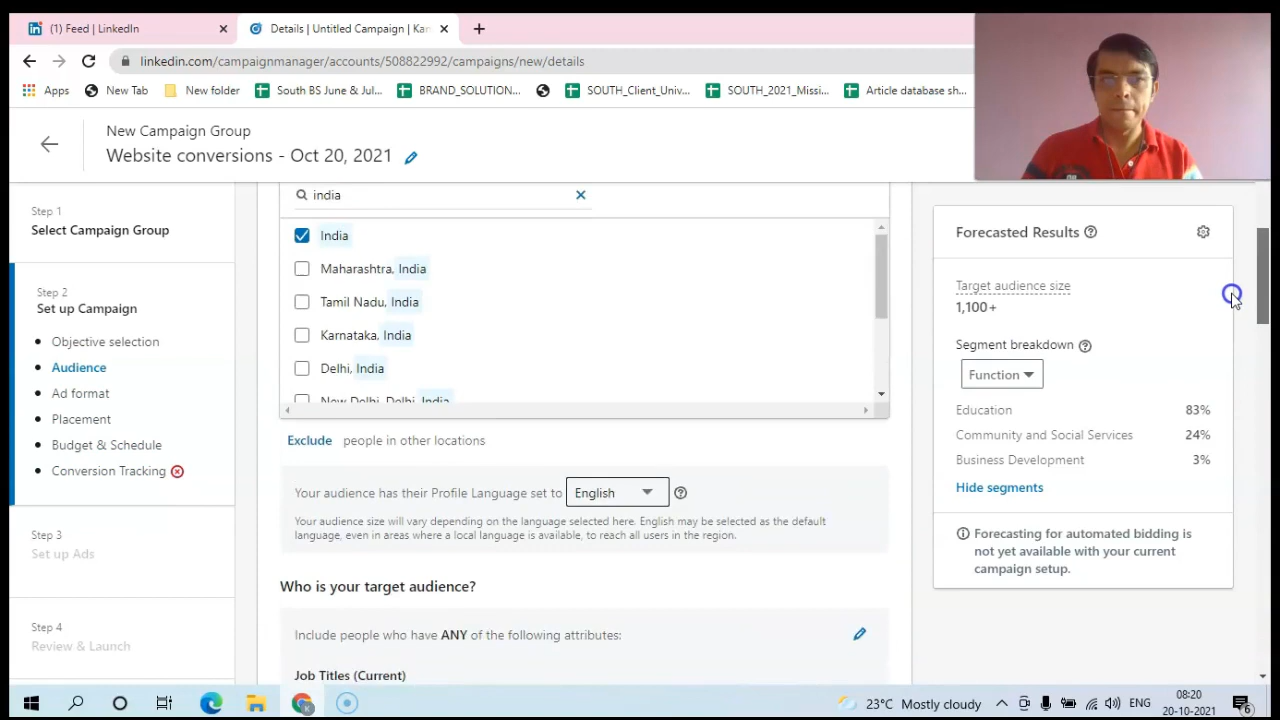 (1) Feed | LinkedIn
Details | Untitled Campaign | Kar
linkedin.com/campaignmanager/accounts/508822992/campaigns/new/details
Apps New Tab New folder South BS June & Jul... BRAND_SOLUTION... SOUTH_Client_Univ... SOUTH_2021_Missi... Article database sh...
New Campaign Group
Website conversions - Oct 20, 2021
Step 1
Select Campaign Group
Step 2
Set up Campaign
Objective selection
Audience
Ad format
Placement
Budget & Schedule
Conversion Tracking
Step 3
Set up Ads
Step 4
Review & Launch
india
India
Maharashtra, India
Tamil Nadu, India
Karnataka, India
Delhi, India
New Delhi, Delhi, India
Exclude people in other locations
Your audience has their Profile Language set to English
Your audience size will vary depending on the language selected here. English may be selected as the default
language, even in areas where a local language is available, to reach all users in the region.
Who is your target audience?
Include people who have ANY of the following attributes:
Job Titles (Current)
Forecasted Results
Target audience size
1,100+
Segment breakdown
Function
Education 83%
Community and Social Services 24%
Business Development 3%
Hide segments
Forecasting for automated bidding is
not yet available with your current
campaign setup.
23°C Mostly cloudy
ENG
08:20
20-10-2021
6